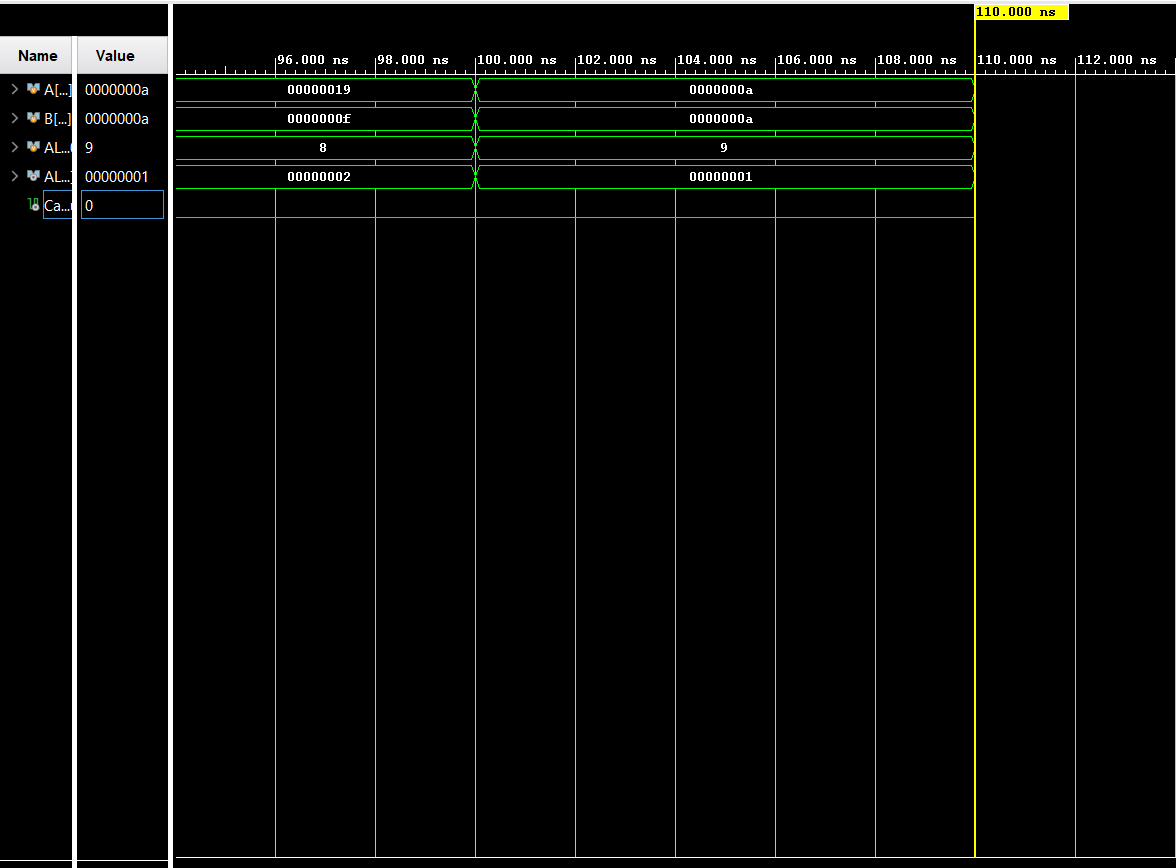 110.000 ns
Name Value
96.000 ns 98.000 ns 100.000 ns 102.000 ns 104.000 ns 106.000 ns 108.000 ns 110.000 ns 112.000 ns
A[...] 0000000a 00000019 0000000a
B[...] 0000000a 0000000f 0000000a
AL... 9 8 9
AL...] 00000001 00000002 00000001
Ca... 0